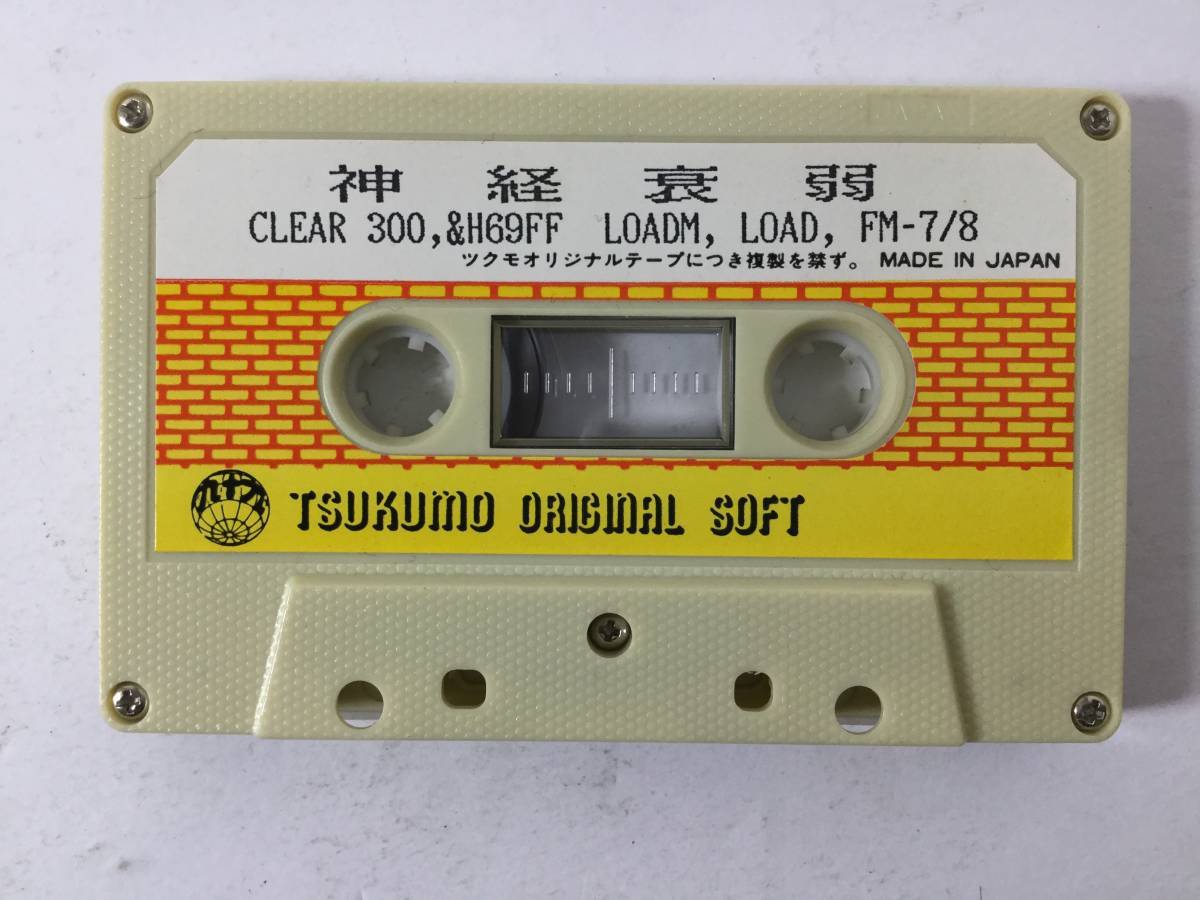 神経衰弱
CLEAR 300,&H69FF LOADM, LOAD, FM-7/8
ツクモオリジナルテープにつき複製を禁ず。 MADE IN JAPAN
TSUKUMO ORIGINAL SOFT